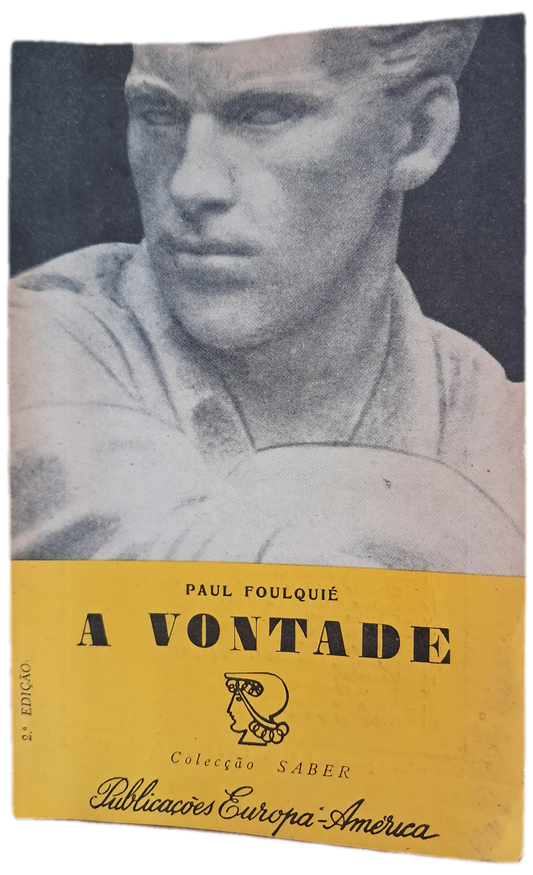 PAUL FOULQUIÉ
A VONTADE
2.ª EDIÇÃO
Colecção SABER
Publicações Europa-América